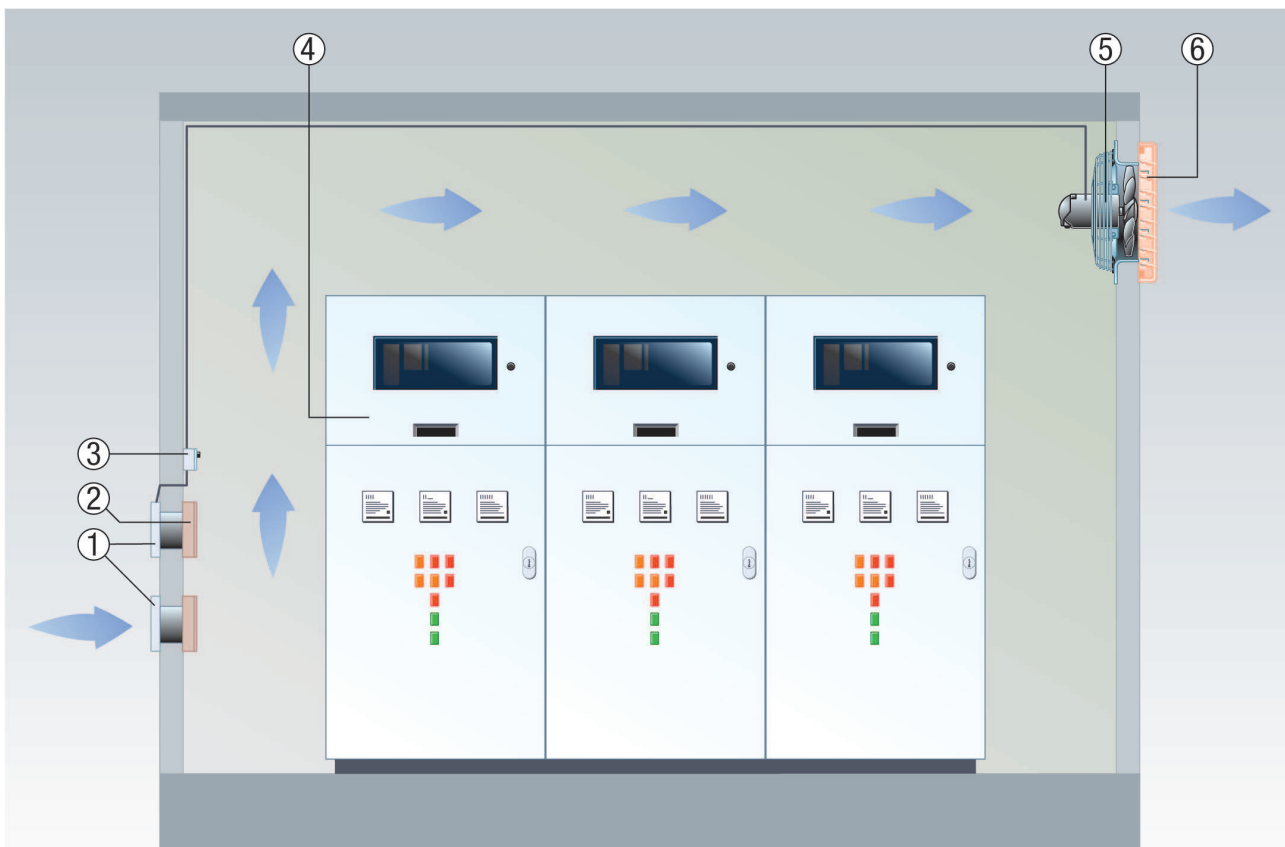 ④ ⑤ ⑥
③
②
①